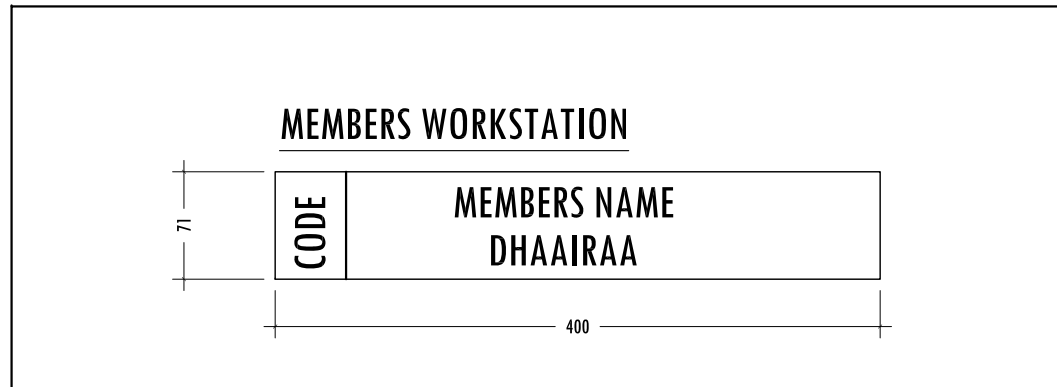 MEMBERS WORKSTATION
71
CODE
MEMBERS NAME
DHAAIRAA
400